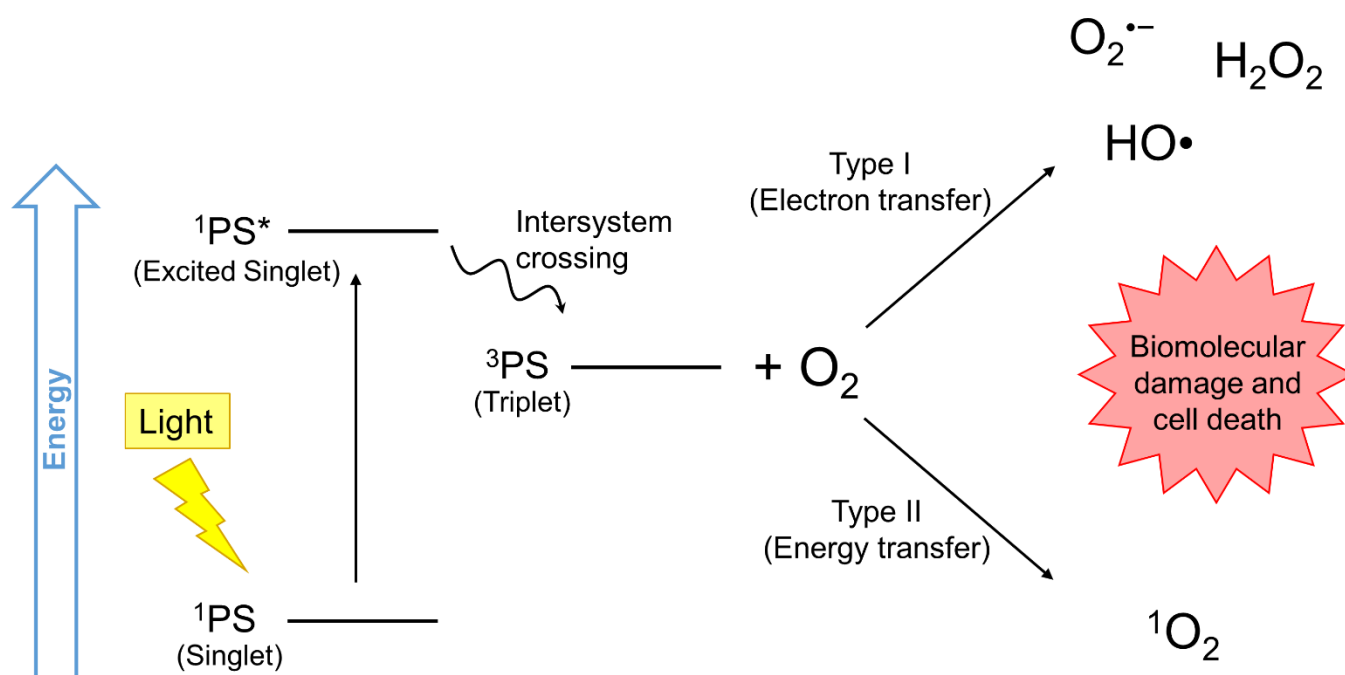 Energy
Light
¹PS*
(Excited Singlet)
¹PS
(Singlet)
Intersystem
crossing
³PS
(Triplet)
+ O₂
Type I
(Electron transfer)
Type II
(Energy transfer)
O₂•–
H₂O₂
HO•
Biomolecular
damage and
cell death
¹O₂